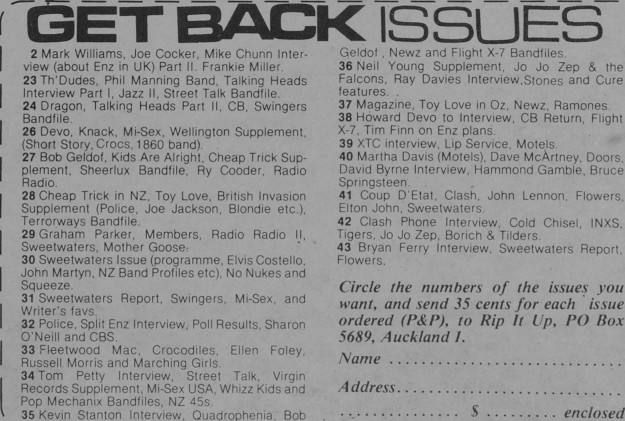 GET BACK ISSUES
2 Mark Williams, Joe Cocker, Mike Chunn Inter-
view (about Enz in UK) Part II. Frankie Miller.
23 Th'Dudes, Phil Manning Band, Talking Heads
Interview Part I, Jazz II, Street Talk Bandfile.
24 Dragon, Talking Heads Part II, CB, Swingers
Bandfile.
26 Devo, Knack, Mi-Sex, Wellington Supplement,
(Short Story, Crocs, 1860 band).
27 Bob Geldof, Kids Are Alright, Cheap Trick Sup-
plement, Sheerlux Bandfile, Ry Cooder, Radio
Radio.
28 Cheap Trick in NZ, Toy Love, British Invasion
Supplement (Police, Joe Jackson, Blondie etc.),
Terrorways Bandfile.
29 Graham Parker, Members, Radio Radio II,
Sweetwaters, Mother Goose.
30 Sweetwaters Issue (programme, Elvis Costello,
John Martyn, NZ Band Profiles etc), No Nukes and
Squeeze.
31 Sweetwaters Report, Swingers, Mi-Sex, and
Writer's favs.
32 Police, Split Enz Interview, Poll Results, Sharon
O'Neill and CBS.
33 Fleetwood Mac, Crocodiles, Ellen Foley,
Russell Morris and Marching Girls.
34 Tom Petty Interview, Street Talk, Virgin
Records Supplement, Mi-Sex USA, Whizz Kids and
Pop Mechanix Bandfiles, NZ 45s.
35 Kevin Stanton Interview, Quadrophenia, Bob
Geldof , Newz and Flight X-7 Bandfiles.
36 Neil Young Supplement, Jo Jo Zep & the
Falcons, Ray Davies Interview,Stones and Cure
features.
37 Magazine, Toy Love in Oz, Newz, Ramones.
38 Howard Devo to Interview, CB Return, Flight
X-7, Tim Finn on Enz plans.
39 XTC interview, Lip Service, Motels.
40 Martha Davis (Motels), Dave McArtney, Doors,
David Byrne Interview, Hammond Gamble, Bruce
Springsteen.
41 Coup D'Etat, Clash, John Lennon, Flowers,
Elton John, Sweetwaters.
42 Clash Phone Interview, Cold Chisel, INXS,
Tigers, Jo Jo Zep, Borich & Tilders.
43 Bryan Ferry Interview, Sweetwaters Report,
Flowers.
Circle the numbers of the issues you
want, and send 35 cents for each issue
ordered (P&P), to Rip It Up, PO Box
5689, Auckland 1.
Name ..............................
Address...........................
............... $ ......... enclosed